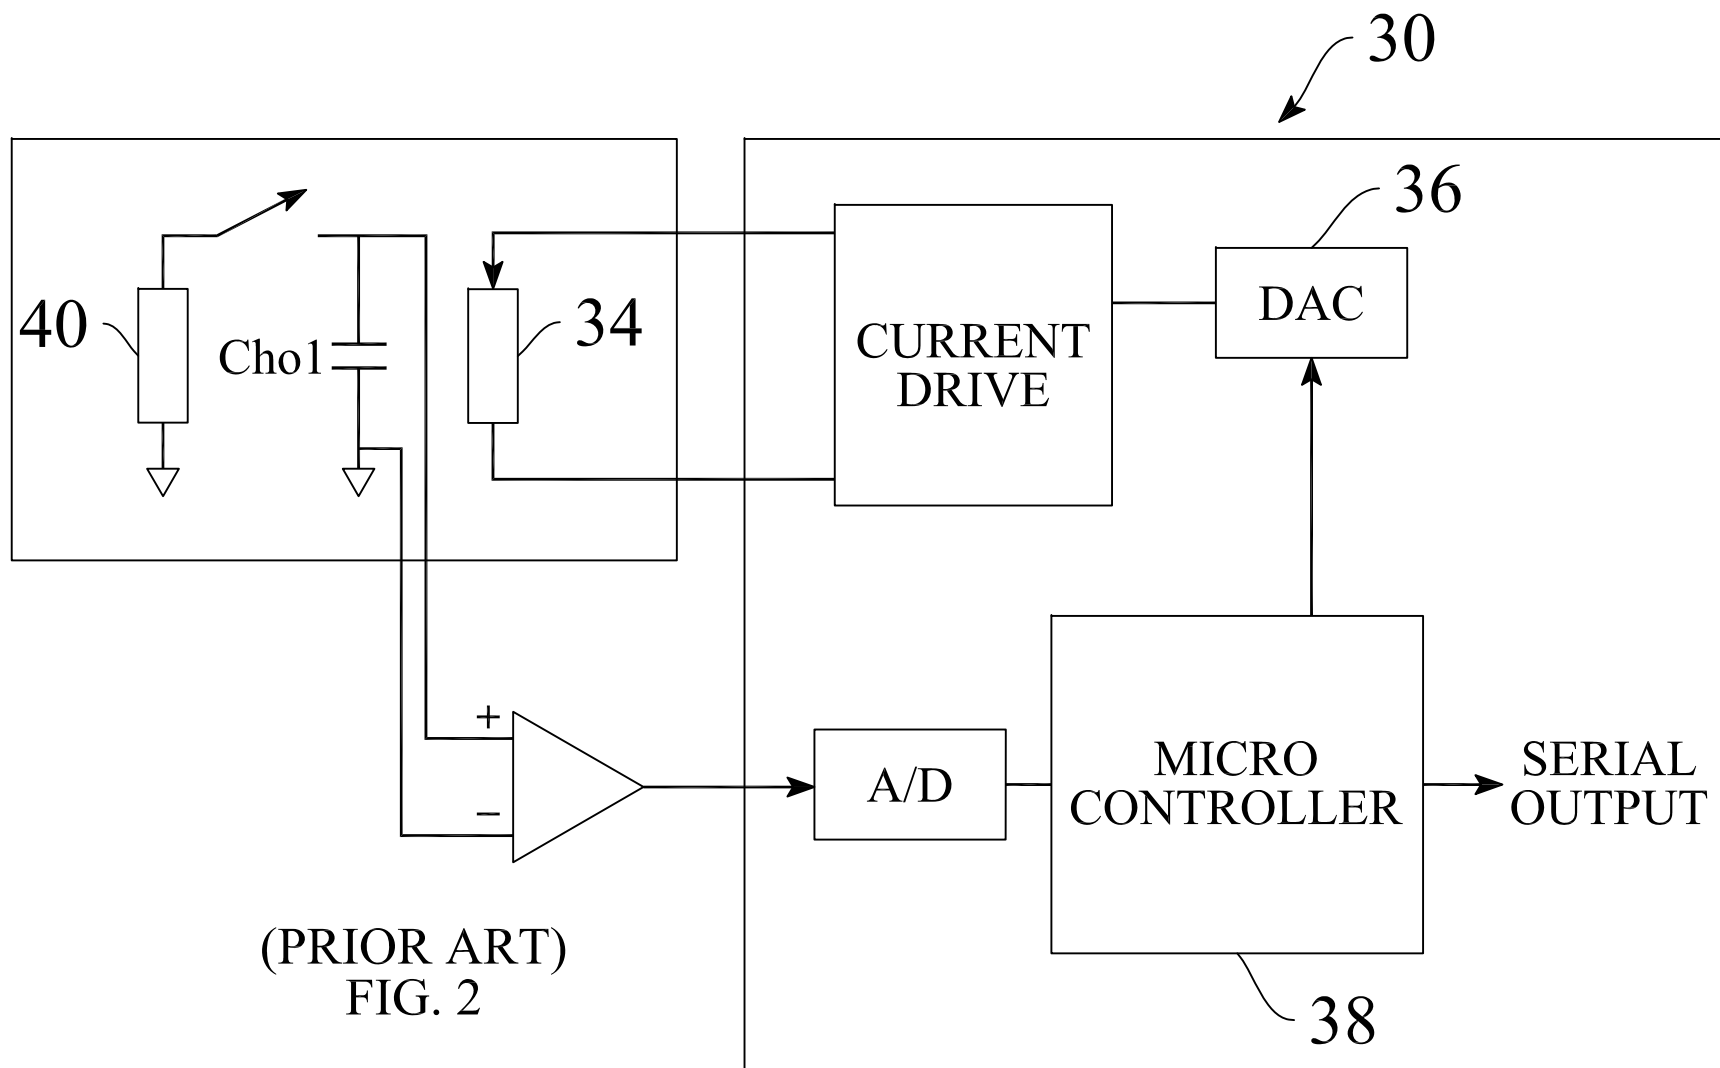 30
36
DAC
40
Cho1
34
CURRENT
DRIVE
+
−
A/D
MICRO
CONTROLLER
SERIAL
OUTPUT
(PRIOR ART)
FIG. 2
38